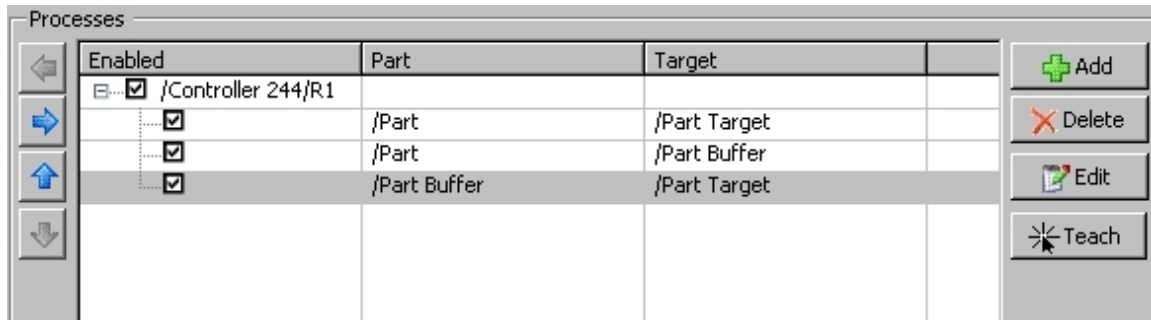 Processes
Enabled Part Target
/Controller 244/R1
/Part /Part Target
/Part /Part Buffer
/Part Buffer /Part Target
Add
Delete
Edit
Teach